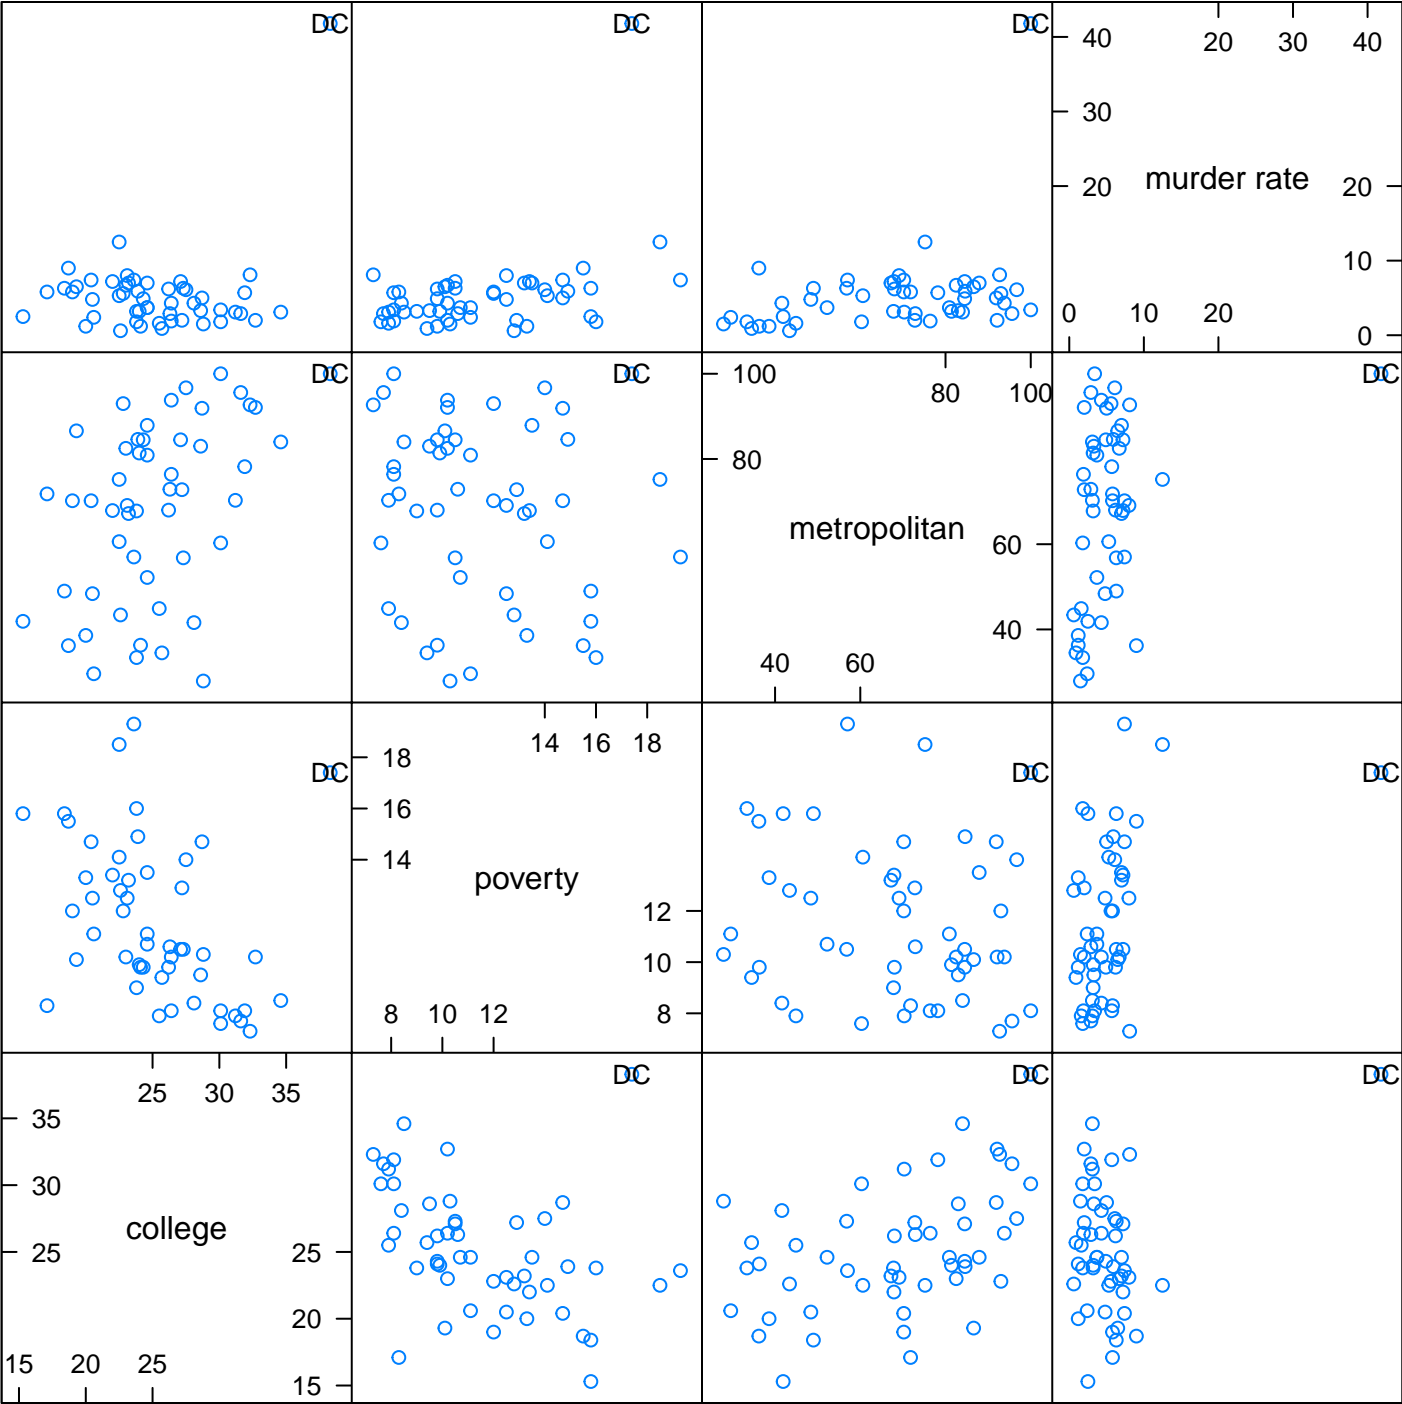 DC DC DC 20 30 40
40
30
murder rate
20 20
10
0 10 20 0
DC DC 100 80 100 DC
80
metropolitan 60
40 60 40
14 16 18
DC 18 DC DC
16
14
poverty
12
10
8 10 12 8
25 30 35 DC DC DC
35
30
college
25 25
20
15 20 25 15